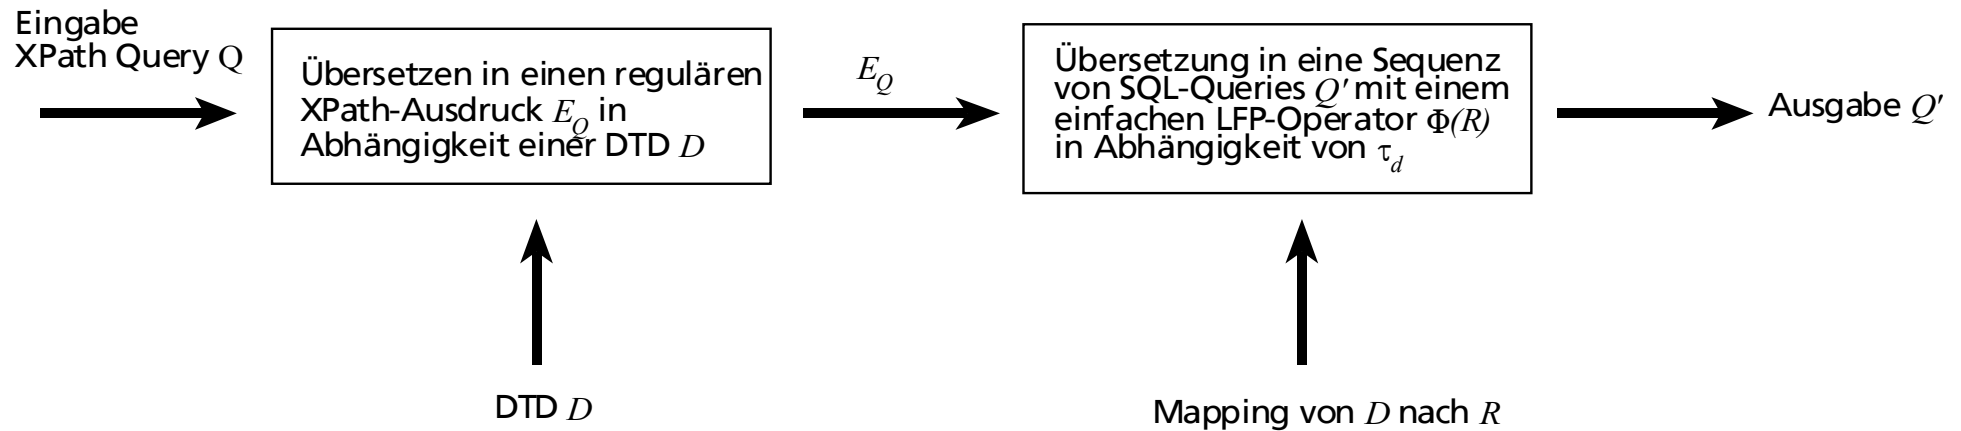 Eingabe
XPath Query Q
Übersetzen in einen regulären
XPath-Ausdruck E_Q in
Abhängigkeit einer DTD D
E_Q
Übersetzung in eine Sequenz
von SQL-Queries Q' mit einem
einfachen LFP-Operator Φ(R)
in Abhängigkeit von τ_d
Ausgabe Q'
DTD D
Mapping von D nach R